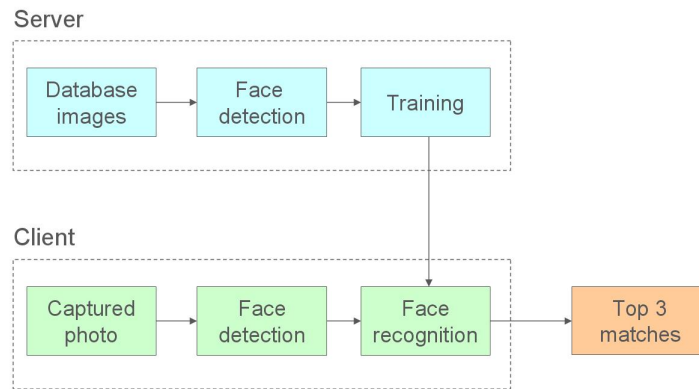 Server
Database
images
Face
detection
Training
Client
Captured
photo
Face
detection
Face
recognition
Top 3
matches